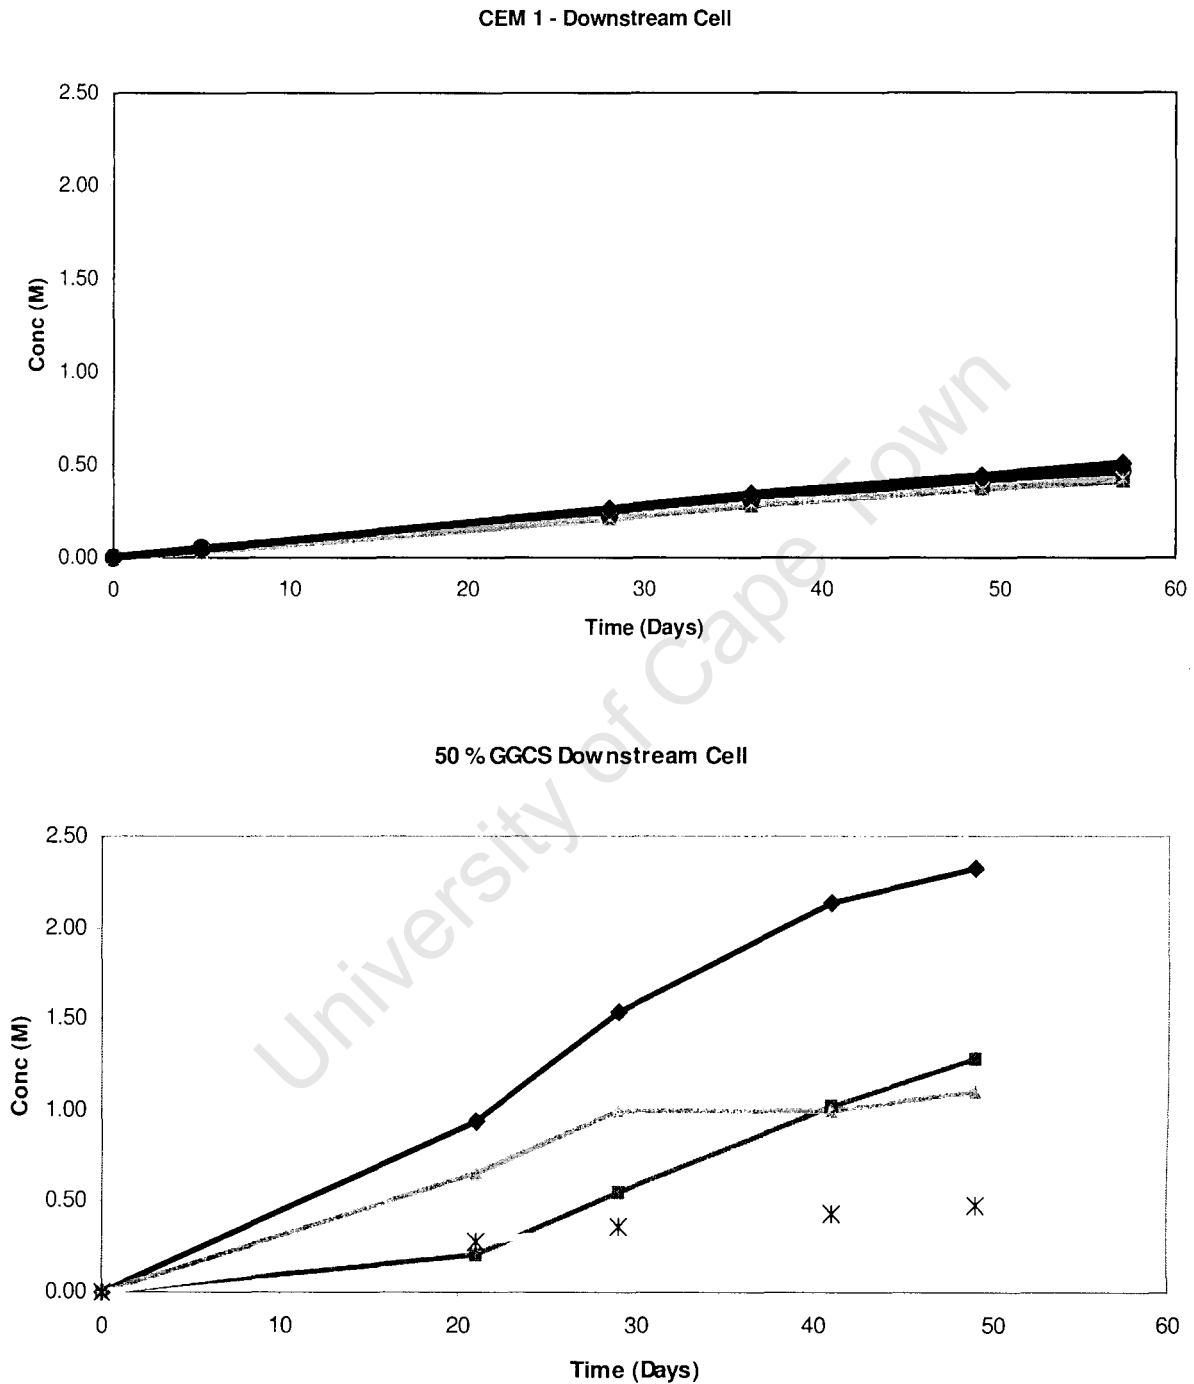 CEM 1 - Downstream Cell
2.50
2.00
1.50
1.00
0.50
0.00
Conc (M)
0 10 20 30 40 50 60
Time (Days)
University of Cape Town
50 % GGCS Downstream Cell
2.50
2.00
1.50
1.00
0.50
0.00
Conc (M)
0 10 20 30 40 50 60
Time (Days)